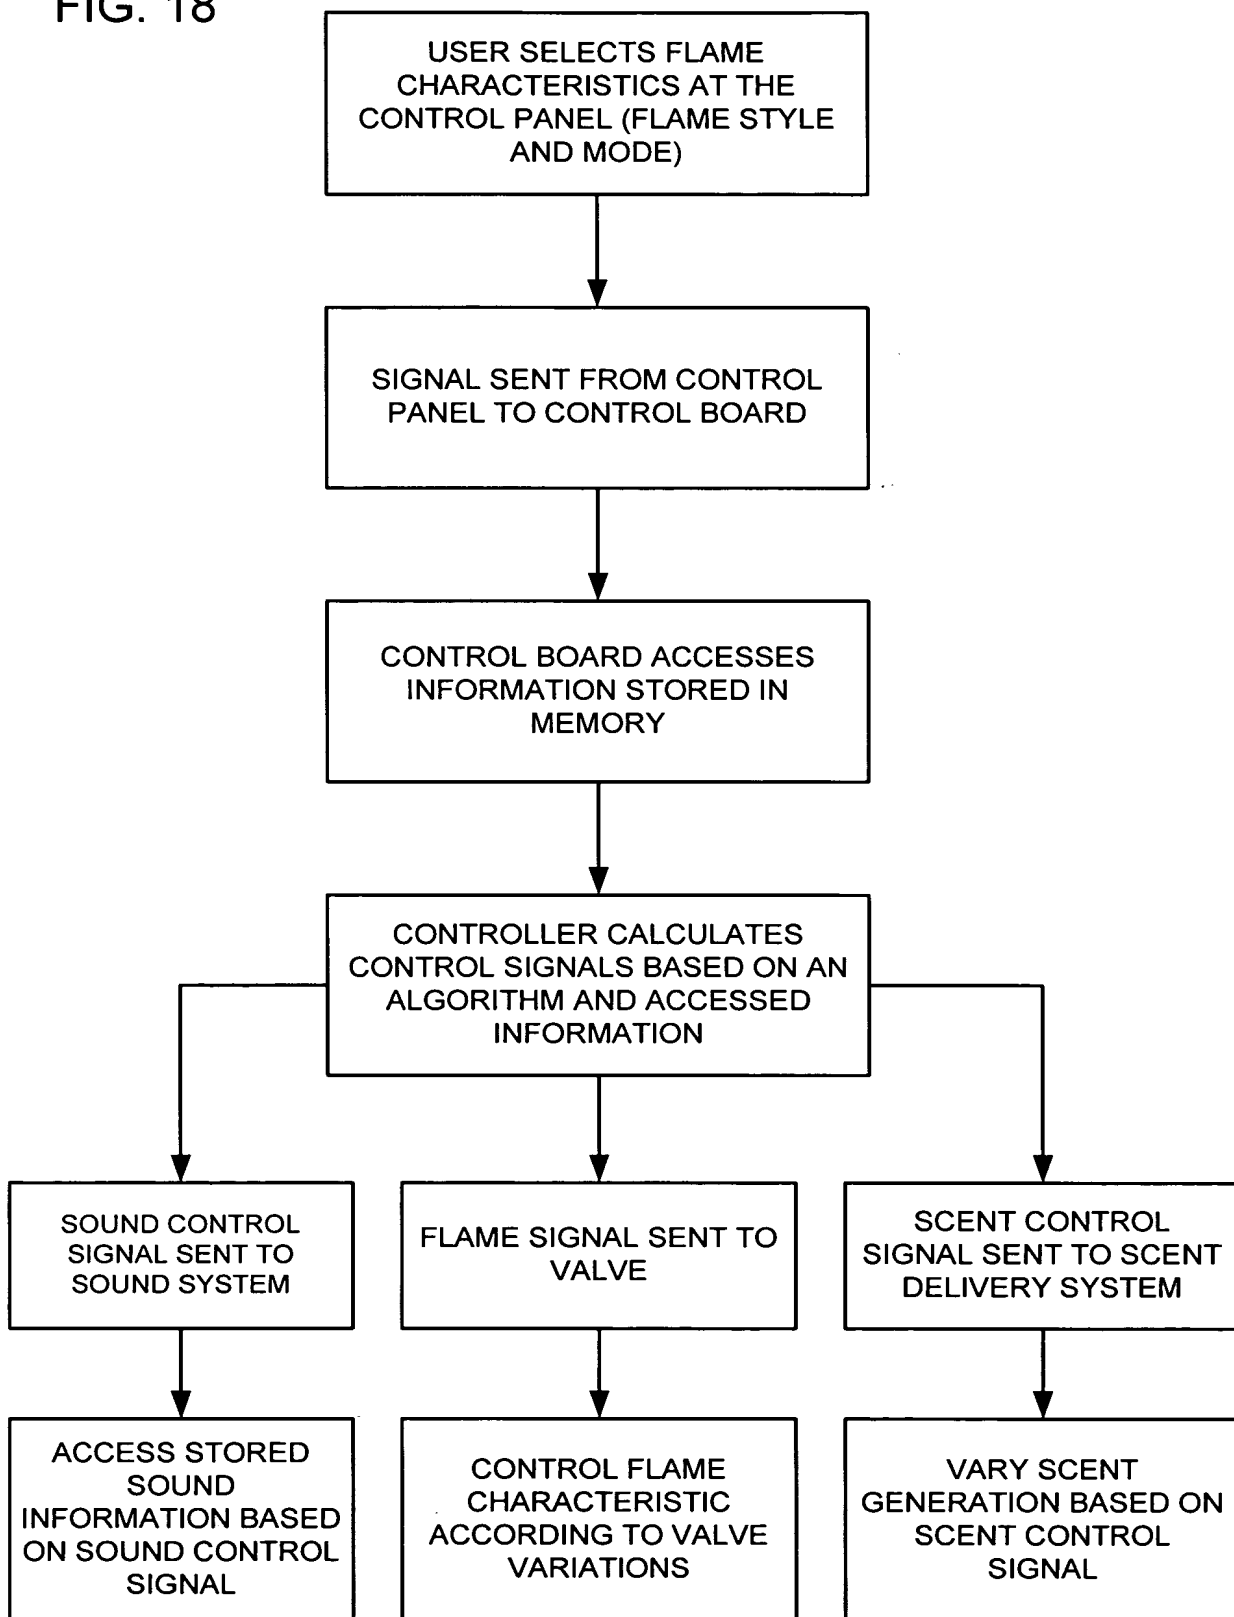 FIG. 18
USER SELECTS FLAME
CHARACTERISTICS AT THE
CONTROL PANEL (FLAME STYLE
AND MODE)
SIGNAL SENT FROM CONTROL
PANEL TO CONTROL BOARD
CONTROL BOARD ACCESSES
INFORMATION STORED IN
MEMORY
CONTROLLER CALCULATES
CONTROL SIGNALS BASED ON AN
ALGORITHM AND ACCESSED
INFORMATION
SOUND CONTROL
SIGNAL SENT TO
SOUND SYSTEM
FLAME SIGNAL SENT TO
VALVE
SCENT CONTROL
SIGNAL SENT TO SCENT
DELIVERY SYSTEM
ACCESS STORED
SOUND
INFORMATION BASED
ON SOUND CONTROL
SIGNAL
CONTROL FLAME
CHARACTERISTIC
ACCORDING TO VALVE
VARIATIONS
VARY SCENT
GENERATION BASED ON
SCENT CONTROL
SIGNAL